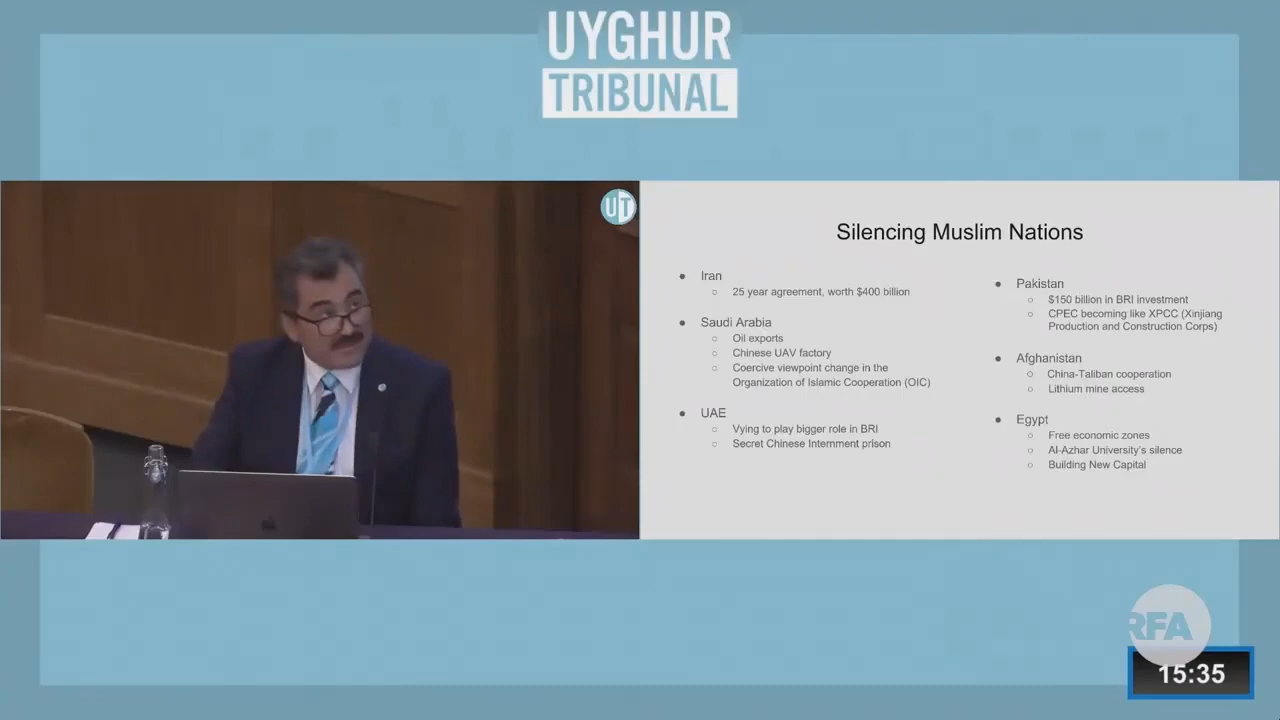 UYGHUR
TRIBUNAL
UT
Silencing Muslim Nations
● Iran
○ 25 year agreement, worth $400 billion
● Saudi Arabia
○ Oil exports
○ Chinese UAV factory
○ Coercive viewpoint change in the
Organization of Islamic Cooperation (OIC)
● UAE
○ Vying to play bigger role in BRI
○ Secret Chinese Internment prison
● Pakistan
○ $150 billion in BRI investment
○ CPEC becoming like XPCC (Xinjiang
Production and Construction Corps)
● Afghanistan
○ China-Taliban cooperation
○ Lithium mine access
● Egypt
○ Free economic zones
○ Al-Azhar University's silence
○ Building New Capital
RFA
15:35